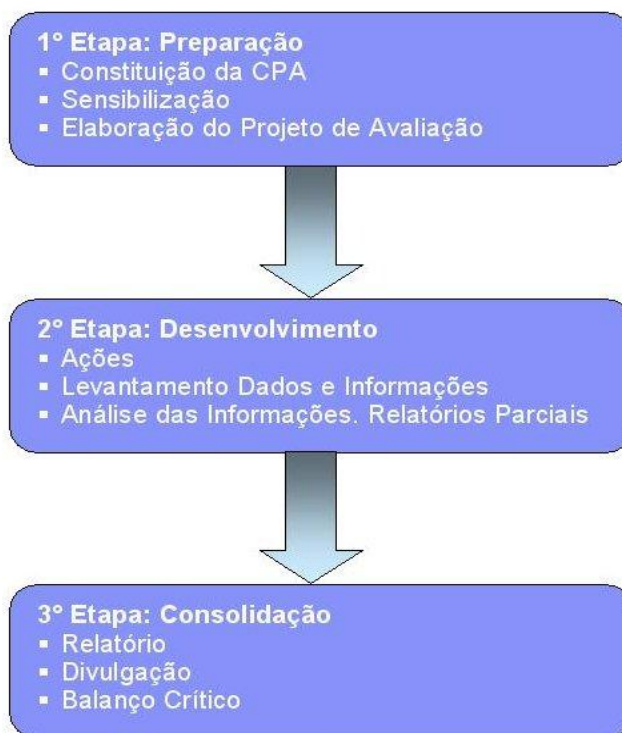 1° Etapa: Preparação
▪ Constituição da CPA
▪ Sensibilização
▪ Elaboração do Projeto de Avaliação
2° Etapa: Desenvolvimento
▪ Ações
▪ Levantamento Dados e Informações
▪ Análise das Informações. Relatórios Parciais
3° Etapa: Consolidação
▪ Relatório
▪ Divulgação
▪ Balanço Crítico